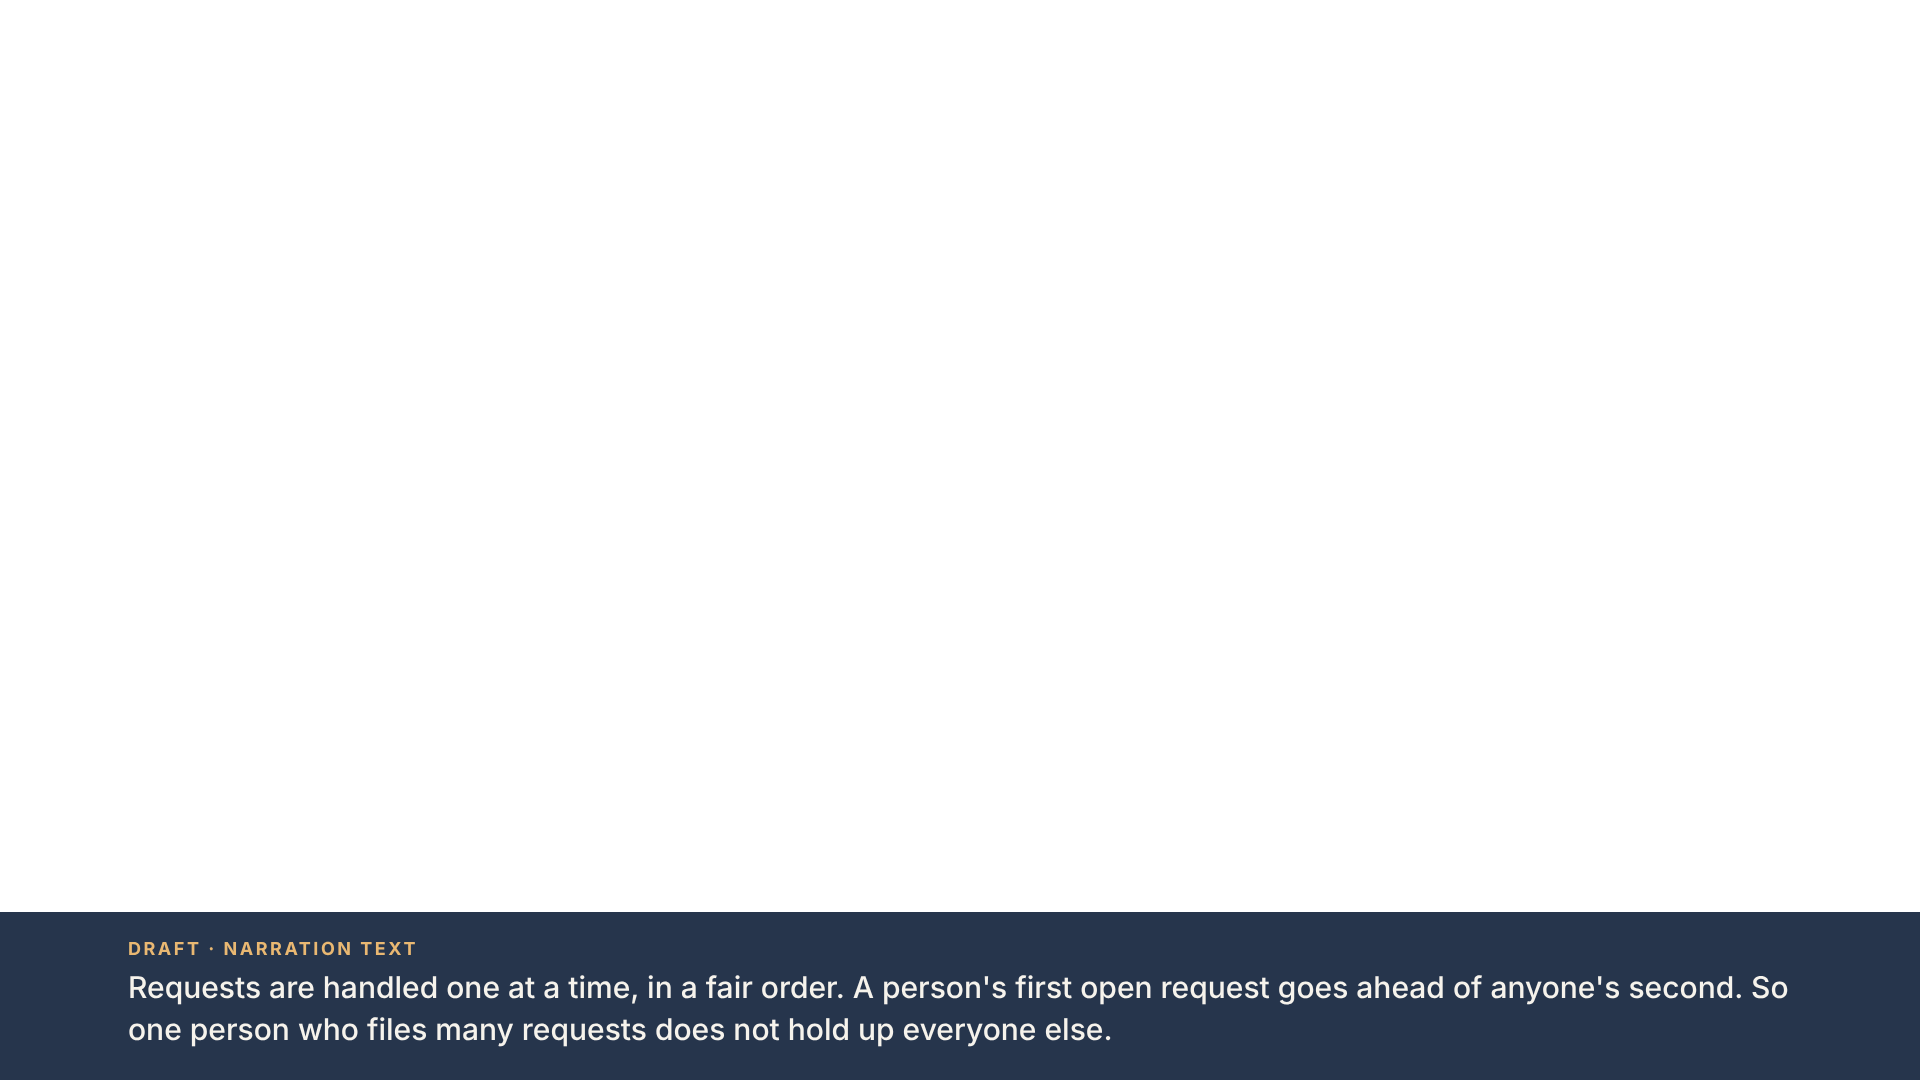 DRAFT · NARRATION TEXT
Requests are handled one at a time, in a fair order. A person's first open request goes ahead of anyone's second. So
one person who files many requests does not hold up everyone else.